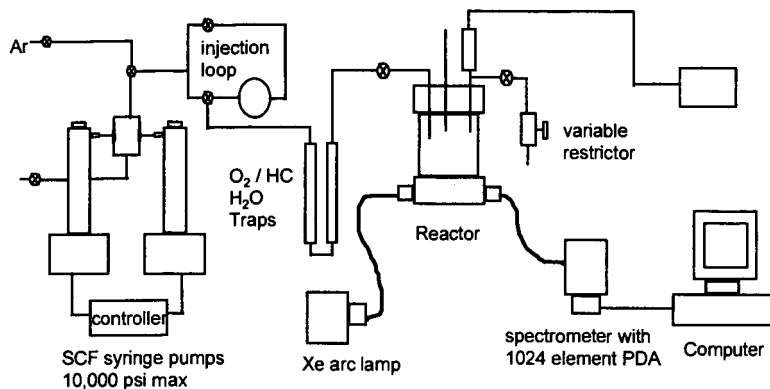 Ar
injection
loop
O2 / HC
H2O
Traps
variable
restrictor
Reactor
controller
SCF syringe pumps
10,000 psi max
Xe arc lamp
spectrometer with
1024 element PDA
Computer